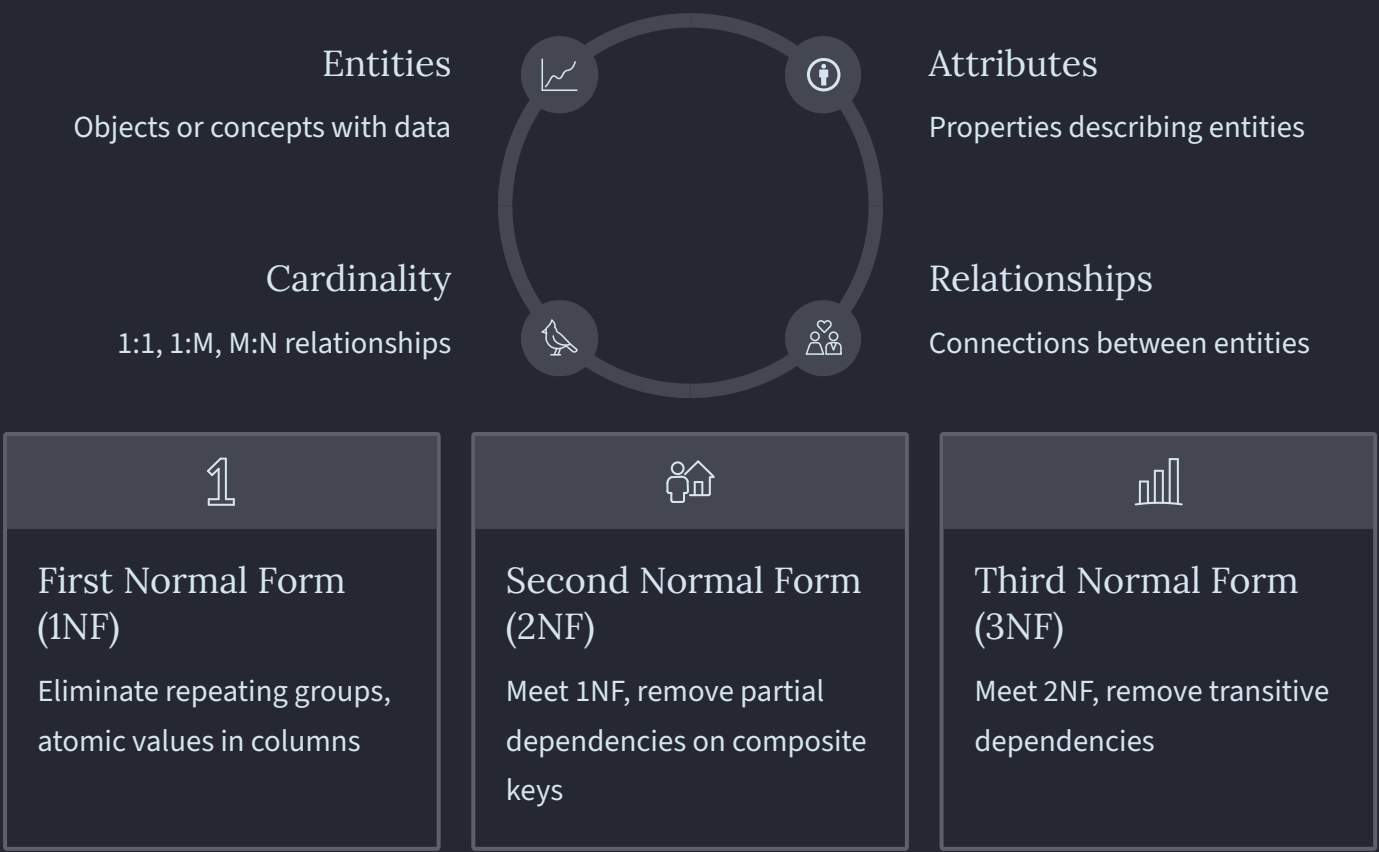 Entities
Objects or concepts with data
Attributes
Properties describing entities
Cardinality
1:1, 1:M, M:N relationships
Relationships
Connections between entities
1
First Normal Form
(1NF)
Eliminate repeating groups,
atomic values in columns
Second Normal Form
(2NF)
Meet 1NF, remove partial
dependencies on composite
keys
Third Normal Form
(3NF)
Meet 2NF, remove transitive
dependencies